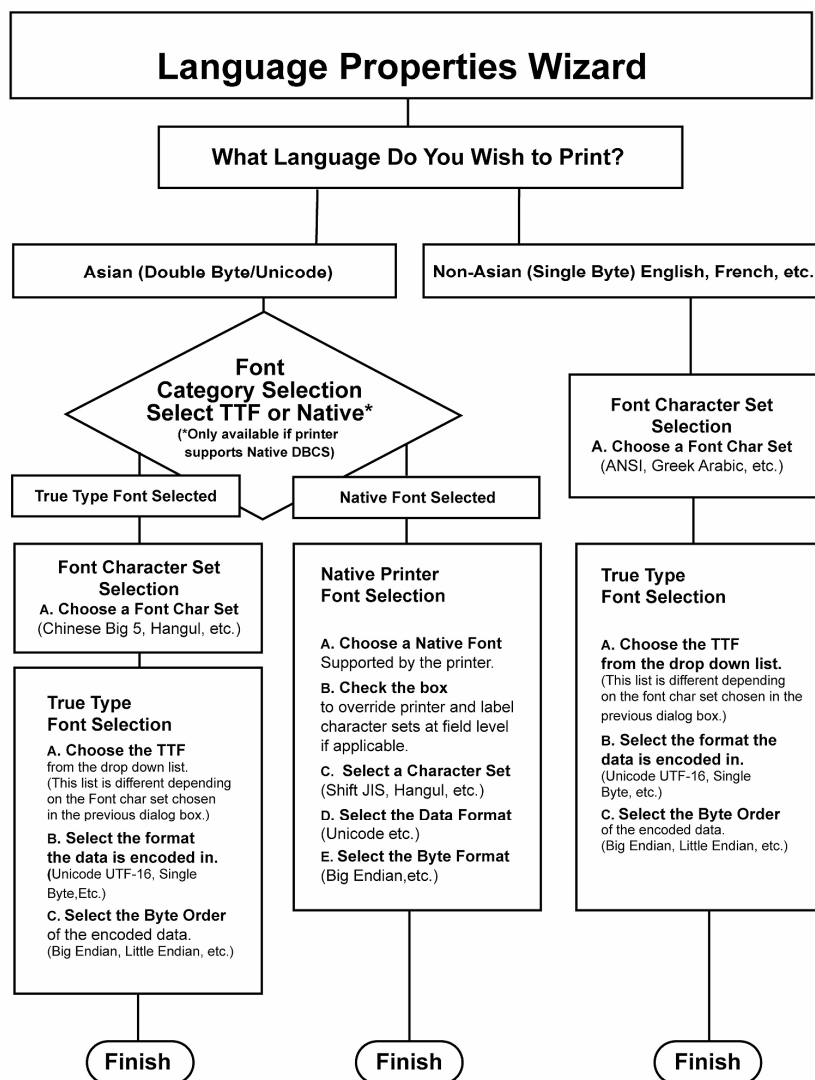 Language Properties Wizard
What Language Do You Wish to Print?
Asian (Double Byte/Unicode)
Non-Asian (Single Byte) English, French, etc.
Font
Category Selection
Select TTF or Native*
(*Only available if printer
supports Native DBCS)
True Type Font Selected
Native Font Selected
Font Character Set
Selection
A. Choose a Font Char Set
(ANSI, Greek Arabic, etc.)
Font Character Set
Selection
A. Choose a Font Char Set
(Chinese Big 5, Hangul, etc.)
True Type
Font Selection
A. Choose the TTF
from the drop down list.
(This list is different depending
on the Font char set chosen
in the previous dialog box.)
B. Select the format
the data is encoded in.
(Unicode UTF-16, Single
Byte,Etc.)
C. Select the Byte Order
of the encoded data.
(Big Endian, Little Endian, etc.)
Finish
Native Printer
Font Selection
A. Choose a Native Font
Supported by the printer.
B. Check the box
to override printer and label
character sets at field level
if applicable.
C. Select a Character Set
(Shift JIS, Hangul, etc.)
D. Select the Data Format
(Unicode etc.)
E. Select the Byte Format
(Big Endian,etc.)
Finish
True Type
Font Selection
A. Choose the TTF
from the drop down list.
(This list is different depending
on the font char set chosen in the
previous dialog box.)
B. Select the format the
data is encoded in.
(Unicode UTF-16, Single
Byte, etc.)
C. Select the Byte Order
of the encoded data.
(Big Endian, Little Endian, etc.)
Finish